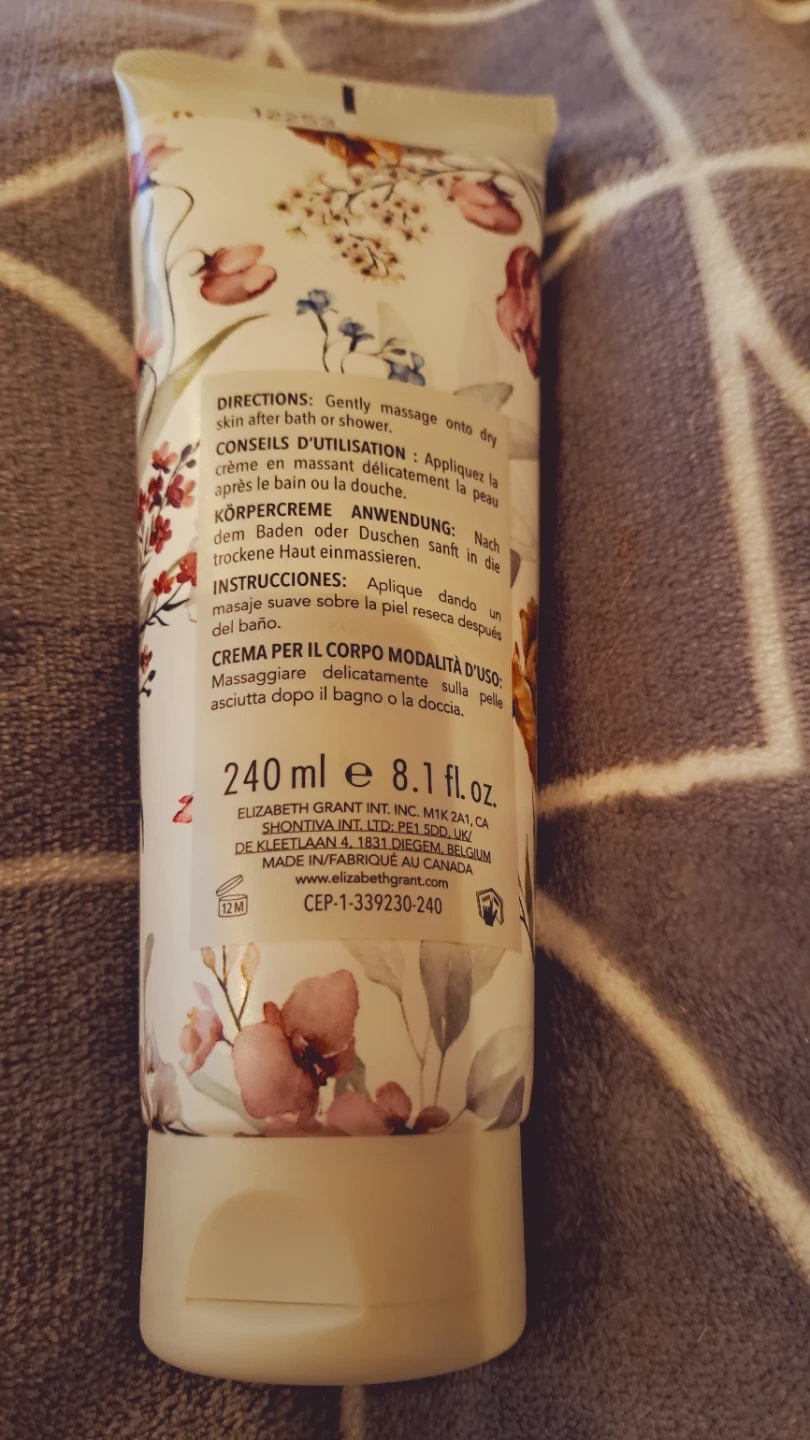 12253
DIRECTIONS: Gently massage onto dry
skin after bath or shower.
CONSEILS D'UTILISATION : Appliquez la
crème en massant délicatement la peau
après le bain ou la douche.
KÖRPERCREME ANWENDUNG: Nach
dem Baden oder Duschen sanft in die
trockene Haut einmassieren.
INSTRUCCIONES: Aplique dando un
masaje suave sobre la piel reseca después
del baño.
CREMA PER IL CORPO MODALITÀ D'USO:
Massaggiare delicatamente sulla pelle
asciutta dopo il bagno o la doccia.
240 ml ℮ 8.1 fl. oz.
ELIZABETH GRANT INT. INC. M1K 2A1, CA
SHONTIVA INT. LTD: PE1 5DD, UK/
DE KLEETLAAN 4, 1831 DIEGEM, BELGIUM
MADE IN/FABRIQUÉ AU CANADA
www.elizabethgrant.com
12 M
CEP-1-339230-240